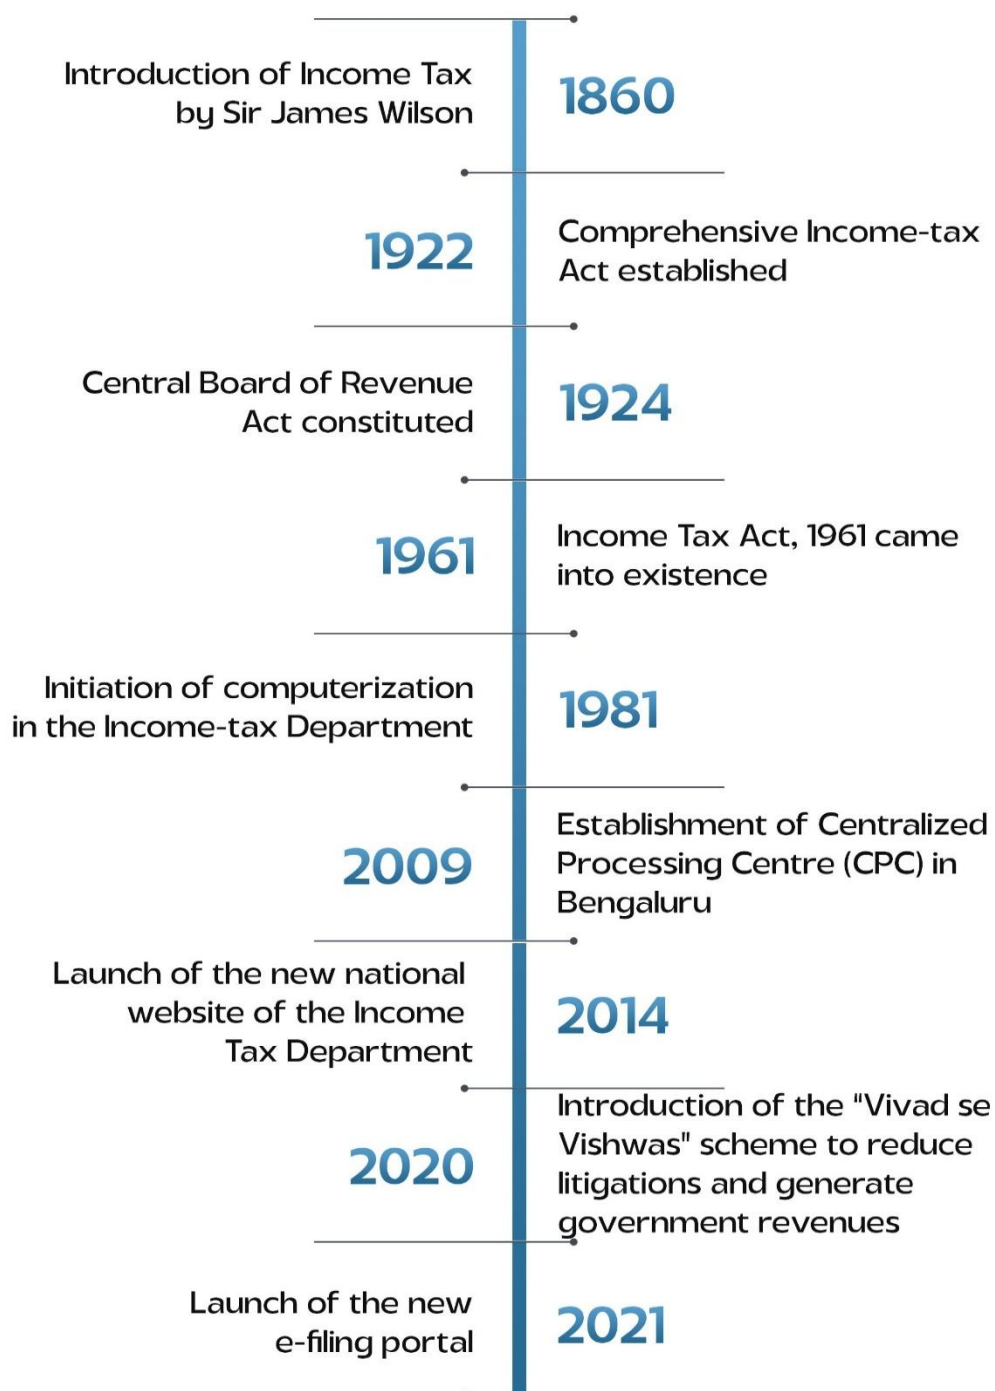 Introduction of Income Tax
by Sir James Wilson
1860
1922
Comprehensive Income-tax
Act established
Central Board of Revenue
Act constituted
1924
1961
Income Tax Act, 1961 came
into existence
Initiation of computerization
in the Income-tax Department
1981
2009
Establishment of Centralized
Processing Centre (CPC) in
Bengaluru
Launch of the new national
website of the Income
Tax Department
2014
2020
Introduction of the "Vivad se
Vishwas" scheme to reduce
litigations and generate
government revenues
Launch of the new
e-filing portal
2021